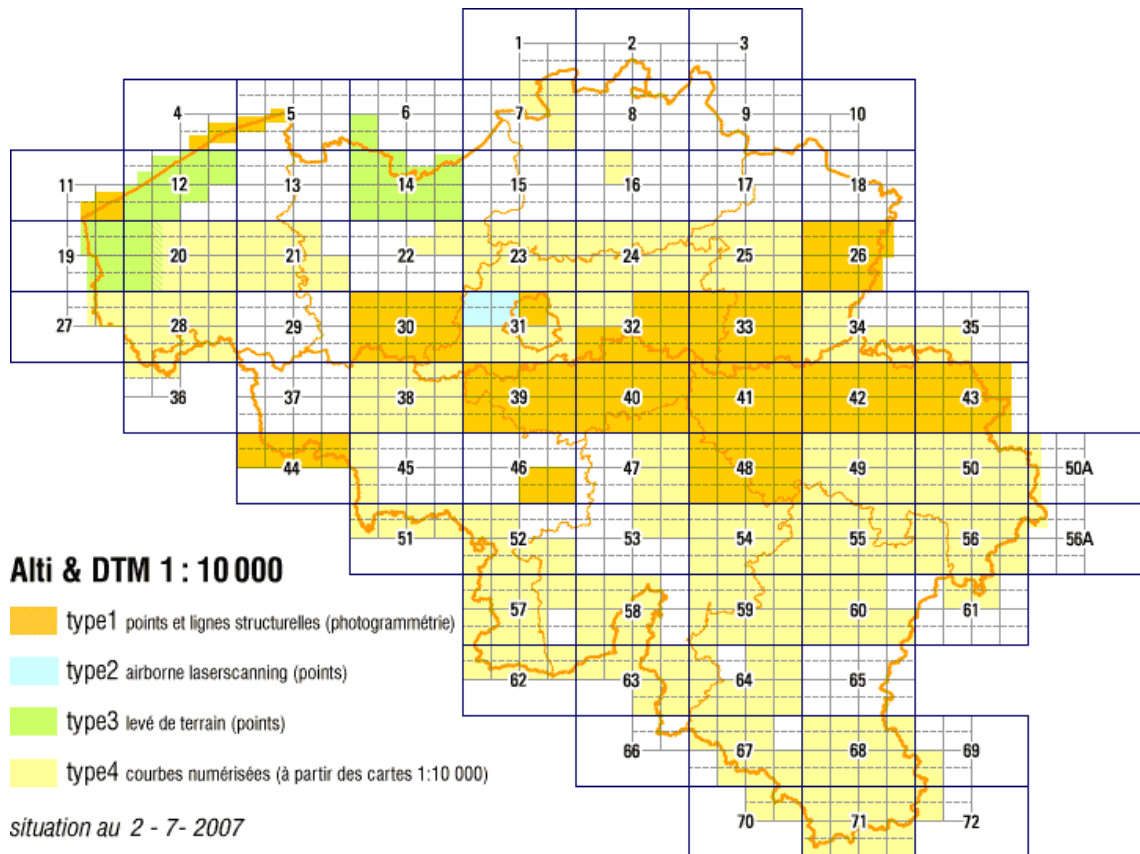 1 2 3
4 5 6 7 8 9 10
11 12 13 14 15 16 17 18
19 20 21 22 23 24 25 26
27 28 29 30 31 32 33 34 35
36 37 38 39 40 41 42 43
44 45 46 47 48 49 50 50A
51 52 53 54 55 56 56A
Alti & DTM 1 : 10 000
57 58 59 60 61
type1 points et lignes structurelles (photogrammétrie)
type2 airborne laserscanning (points)
62 63 64 65
type3 levé de terrain (points)
66 67 68 69
type4 courbes numérisées (à partir des cartes 1:10 000)
situation au 2 - 7- 2007
70 71 72